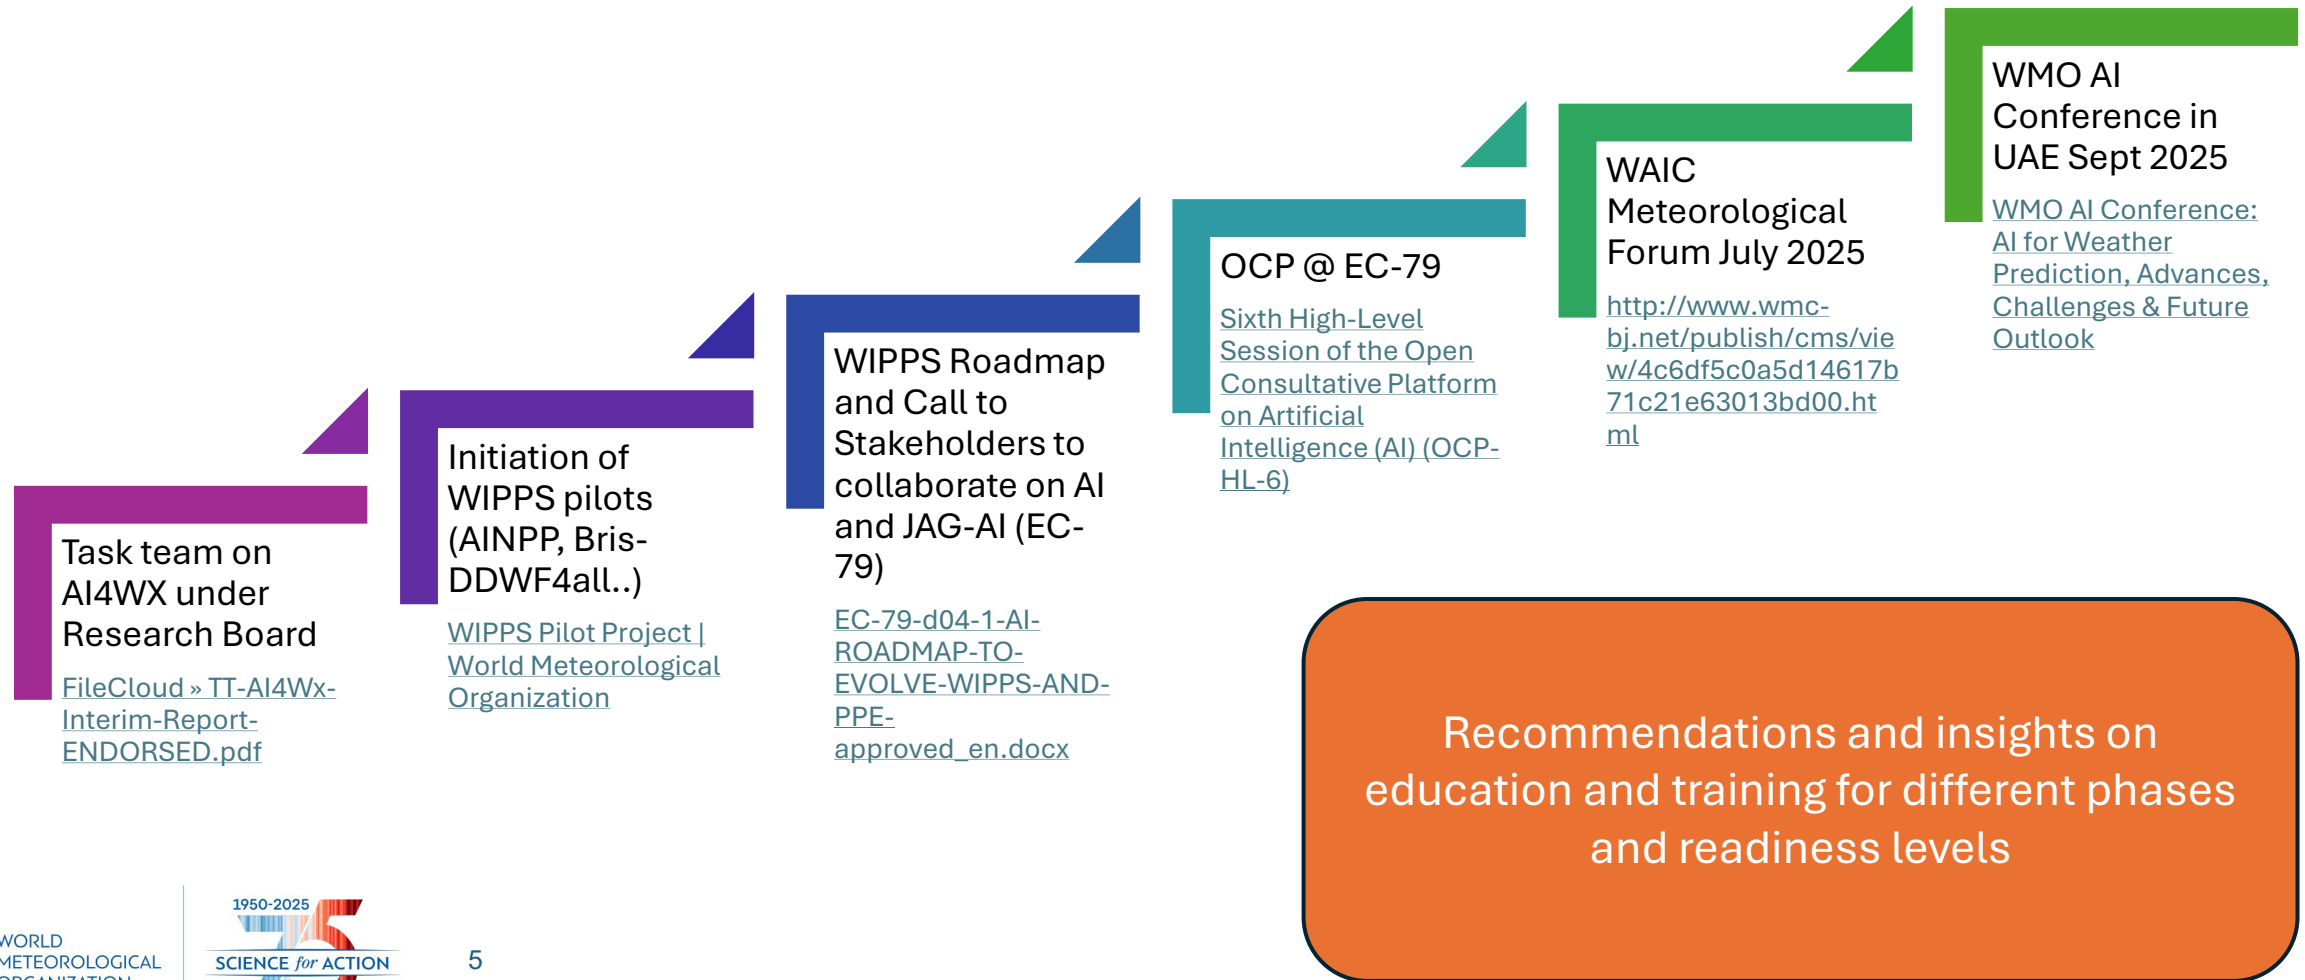 Task team on
AI4WX under
Research Board
FileCloud » TT-AI4Wx-
Interim-Report-
ENDORSED.pdf
Initiation of
WIPPS pilots
(AINPP, Bris-
DDWF4all..)
WIPPS Pilot Project |
World Meteorological
Organization
WIPPS Roadmap
and Call to
Stakeholders to
collaborate on AI
and JAG-AI (EC-
79)
EC-79-d04-1-AI-
ROADMAP-TO-
EVOLVE-WIPPS-AND-
PPE-
approved_en.docx
OCP @ EC-79
Sixth High-Level
Session of the Open
Consultative Platform
on Artificial
Intelligence (AI) (OCP-
HL-6)
WAIC
Meteorological
Forum July 2025
http://www.wmc-
bj.net/publish/cms/vie
w/4c6df5c0a5d14617b
71c21e63013bd00.ht
ml
WMO AI
Conference in
UAE Sept 2025
WMO AI Conference:
AI for Weather
Prediction, Advances,
Challenges & Future
Outlook
Recommendations and insights on
education and training for different phases
and readiness levels
WORLD
METEOROLOGICAL
ORGANIZATION
1950-2025
75
SCIENCE for ACTION
5